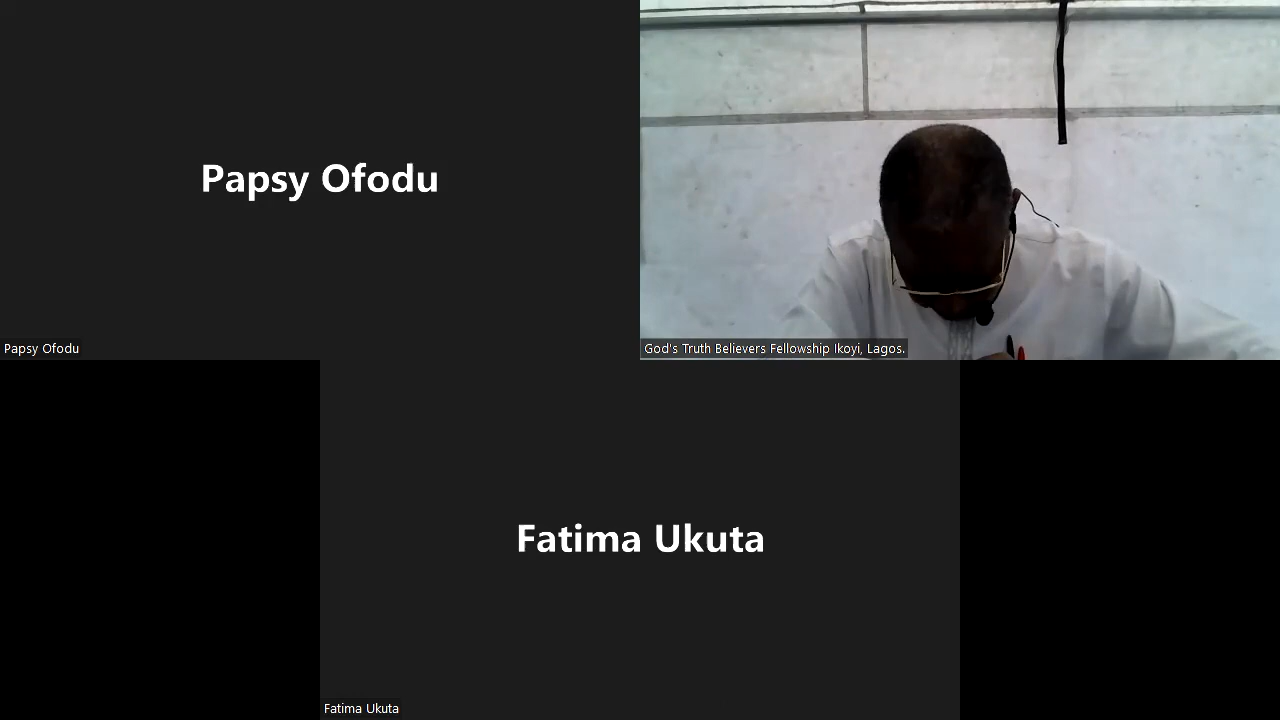 Papsy Ofodu
Papsy Ofodu
God's Truth Believers Fellowship Ikoyi, Lagos.
Fatima Ukuta
Fatima Ukuta